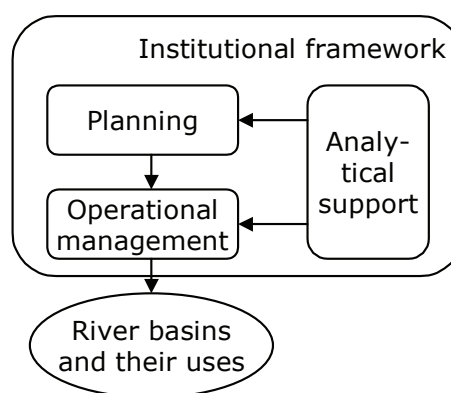 Institutional framework
Planning
Analy-
tical
support
Operational
management
River basins
and their uses